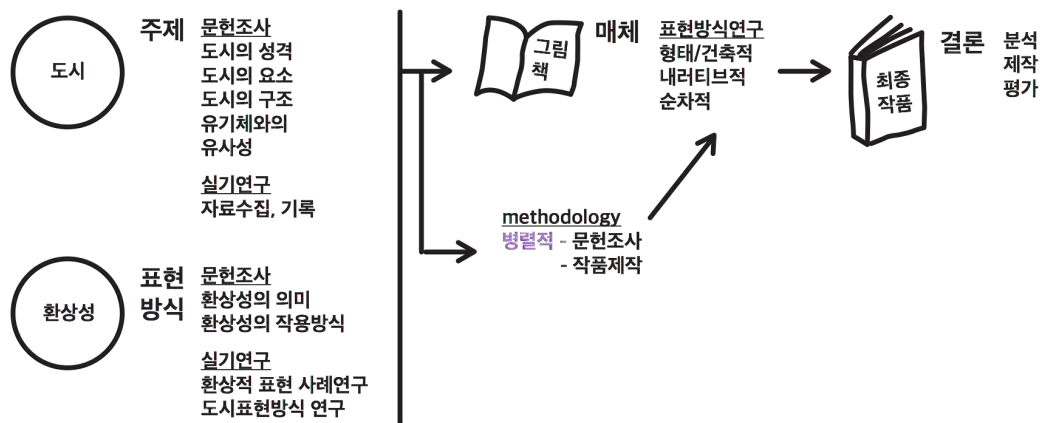 도시
주제
문헌조사
도시의 성격
도시의 요소
도시의 구조
유기체와의
유사성
실기연구
자료수집, 기록
환상성
표현
방식
문헌조사
환상성의 의미
환상성의 작용방식
실기연구
환상적 표현 사례연구
도시표현방식 연구
그림
책
매체
표현방식연구
형태/건축적
내러티브적
순차적
methodology
병렬적 - 문헌조사
- 작품제작
최종
작품
결론
분석
제작
평가